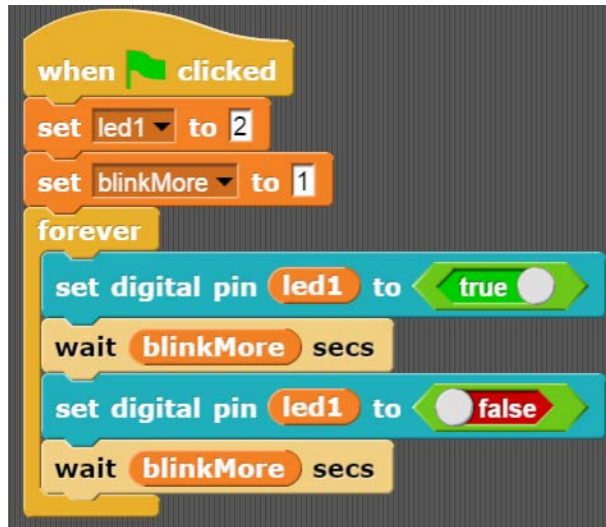 when clicked
set led1 to 2
set blinkMore to 1
forever
set digital pin led1 to true
wait blinkMore secs
set digital pin led1 to false
wait blinkMore secs